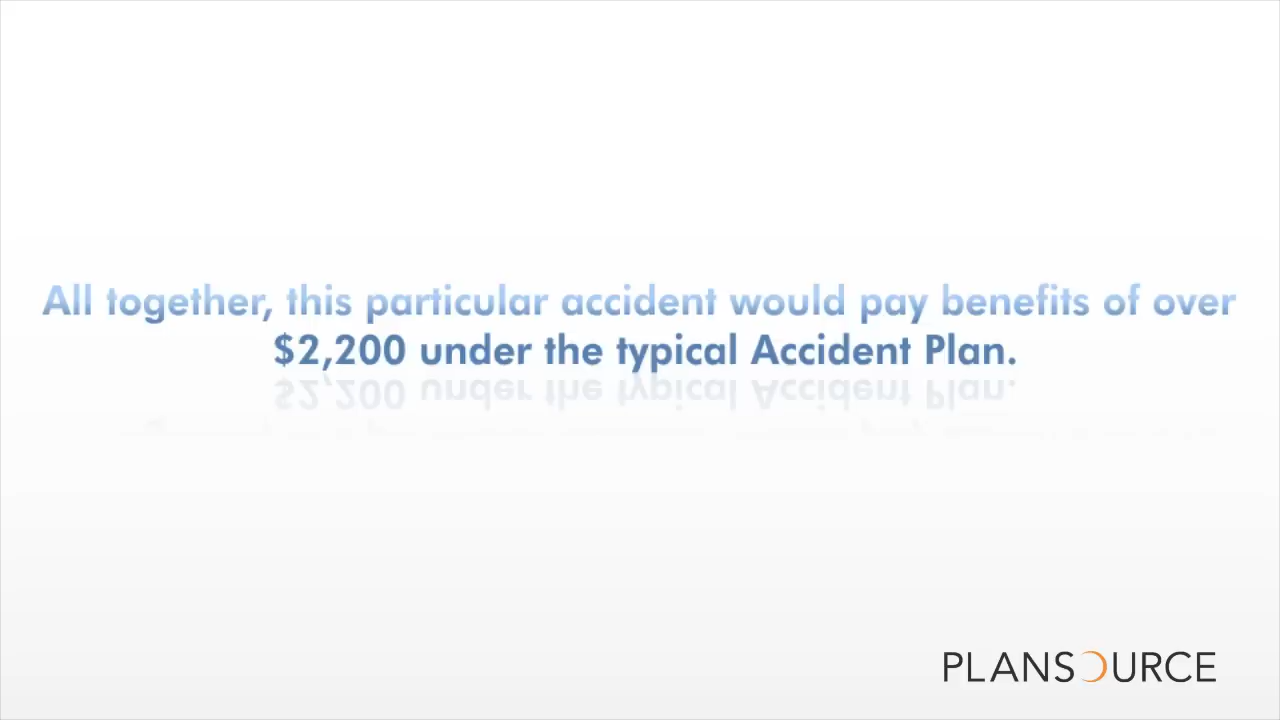 All together, this particular accident would pay benefits of over
$2,200 under the typical Accident Plan.
PLANSOURCE